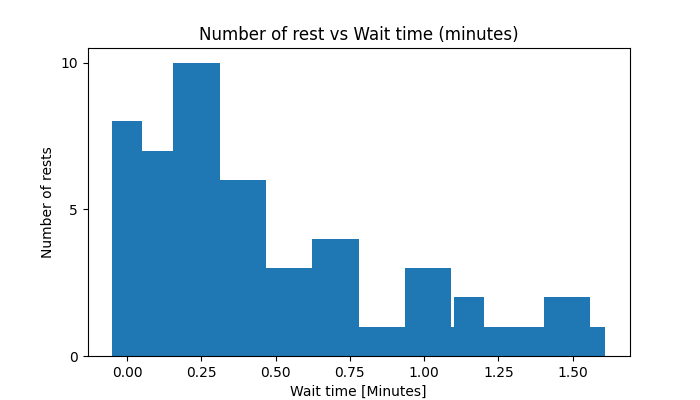 Number of rest vs Wait time (minutes)
10
5
0
Number of rests
0.00 0.25 0.50 0.75 1.00 1.25 1.50
Wait time [Minutes]